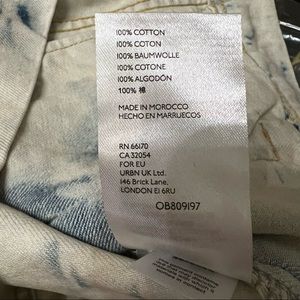 100% COTTON
100% COTON
100% BAUMWOLLE
100% COTONE
100% ALGODÓN
100% 棉
MADE IN MOROCCO
HECHO EN MARRUECOS
RN 66170
CA 32054
FOR EU
URBN UK Ltd.
146 Brick Lane,
LONDON E1 6RU
OB809197